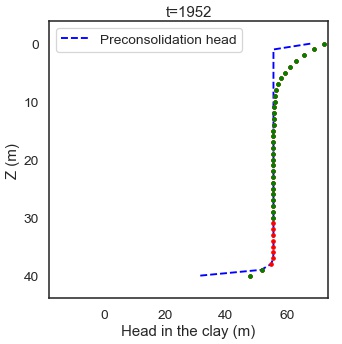 t=1952
Preconsolidation head
0
10
20
30
40
Z (m)
0 20 40 60
Head in the clay (m)